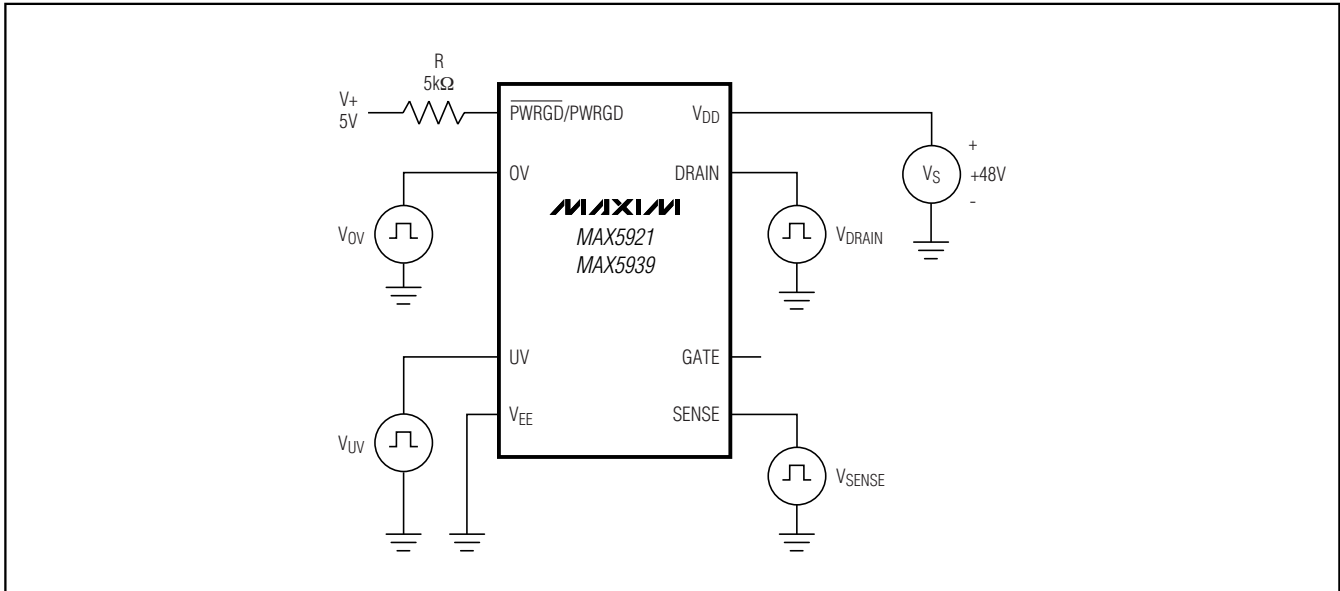 R
5kΩ
V+
5V
PWRGD/PWRGD
VDD
+
VS
+48V
-
OV
DRAIN
MAXIM
MAX5921
MAX5939
VOV
VDRAIN
UV
GATE
VEE
SENSE
VUV
VSENSE